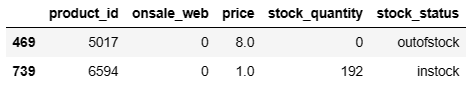 product_id onsale_web price stock_quantity stock_status
469 5017 0 8.0 0 outofstock
739 6594 0 1.0 192 instock